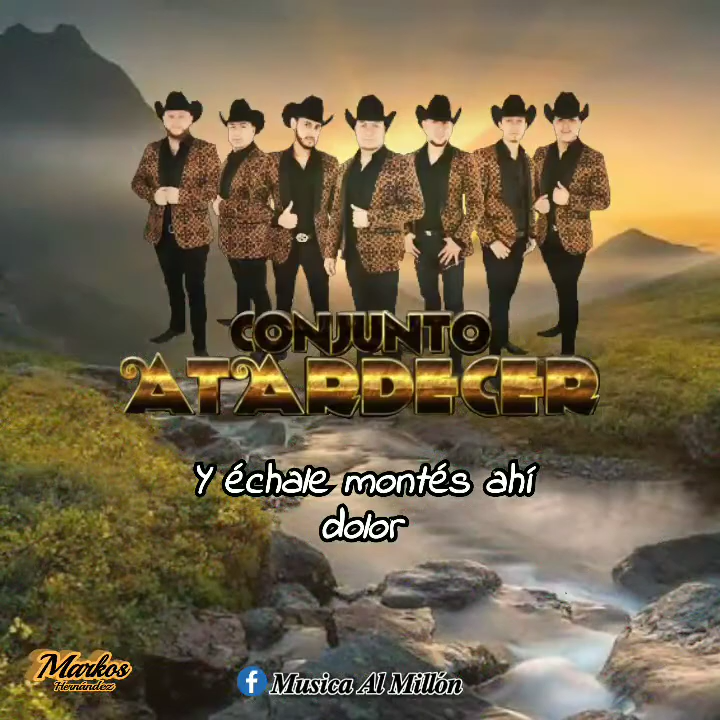 CONJUNTO
ATARDECER
Y échale montés ahí
dolor
Markos
Hernández
f Musica Al Millón